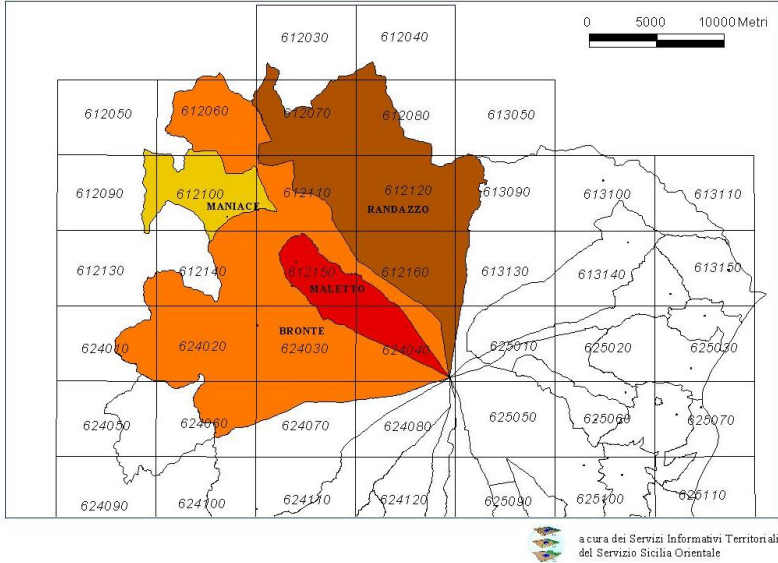 0 5000 10000 Metri
612030 612040
612050 612060 612070 612080 613050
612090 612100 612110 612120 613090 613100 613110
MANIACE RANDAZZO
612130 612140 612150 612160 613130 613140 613150
MALETTO
BRONTE
624010 624020 624030 624040 625010 625020 625030
624050 624060 624070 624080 625050 625060 625070
624090 624100 624110 624120 625090 625100 625110
a cura dei Servizi Informativi Territoriali
del Servizio Sicilia Orientale